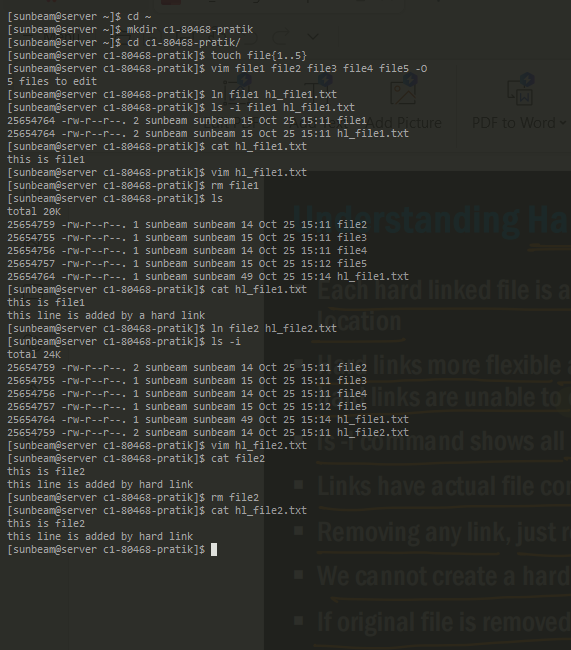 [sunbeam@server ~]$ cd ~
[sunbeam@server ~]$ mkdir c1-80468-pratik
[sunbeam@server ~]$ cd c1-80468-pratik/
[sunbeam@server c1-80468-pratik]$ touch file{1..5}
[sunbeam@server c1-80468-pratik]$ vim file1 file2 file3 file4 file5 -O
5 files to edit
[sunbeam@server c1-80468-pratik]$ ln file1 hl_file1.txt
[sunbeam@server c1-80468-pratik]$ ls -i file1 hl_file1.txt
25654764 -rw-r--r--. 2 sunbeam sunbeam 15 Oct 25 15:11 file1
25654764 -rw-r--r--. 2 sunbeam sunbeam 15 Oct 25 15:11 hl_file1.txt
[sunbeam@server c1-80468-pratik]$ cat hl_file1.txt
this is file1
[sunbeam@server c1-80468-pratik]$ vim hl_file1.txt
[sunbeam@server c1-80468-pratik]$ rm file1
[sunbeam@server c1-80468-pratik]$ ls
total 20K
25654759 -rw-r--r--. 1 sunbeam sunbeam 14 Oct 25 15:11 file2
25654755 -rw-r--r--. 1 sunbeam sunbeam 15 Oct 25 15:11 file3
25654756 -rw-r--r--. 1 sunbeam sunbeam 14 Oct 25 15:11 file4
25654757 -rw-r--r--. 1 sunbeam sunbeam 15 Oct 25 15:12 file5
25654764 -rw-r--r--. 1 sunbeam sunbeam 49 Oct 25 15:14 hl_file1.txt
[sunbeam@server c1-80468-pratik]$ cat hl_file1.txt
this is file1
this line is added by a hard link
[sunbeam@server c1-80468-pratik]$ ln file2 hl_file2.txt
[sunbeam@server c1-80468-pratik]$ ls -i
total 24K
25654759 -rw-r--r--. 2 sunbeam sunbeam 14 Oct 25 15:11 file2
25654755 -rw-r--r--. 1 sunbeam sunbeam 15 Oct 25 15:11 file3
25654756 -rw-r--r--. 1 sunbeam sunbeam 14 Oct 25 15:11 file4
25654757 -rw-r--r--. 1 sunbeam sunbeam 15 Oct 25 15:12 file5
25654764 -rw-r--r--. 1 sunbeam sunbeam 49 Oct 25 15:14 hl_file1.txt
25654759 -rw-r--r--. 2 sunbeam sunbeam 14 Oct 25 15:11 hl_file2.txt
[sunbeam@server c1-80468-pratik]$ vim hl_file2.txt
[sunbeam@server c1-80468-pratik]$ cat file2
this is file2
this line is added by hard link
[sunbeam@server c1-80468-pratik]$ rm file2
[sunbeam@server c1-80468-pratik]$ cat hl_file2.txt
this is file2
this line is added by hard link
[sunbeam@server c1-80468-pratik]$
Add Picture
PDF to Word
Understanding
Each hard linked file is a
location
Hard links more flexible
links are unable to
ls -i command shows all
Links have actual file
Removing any link, just
We cannot create a hard
If original file is removed